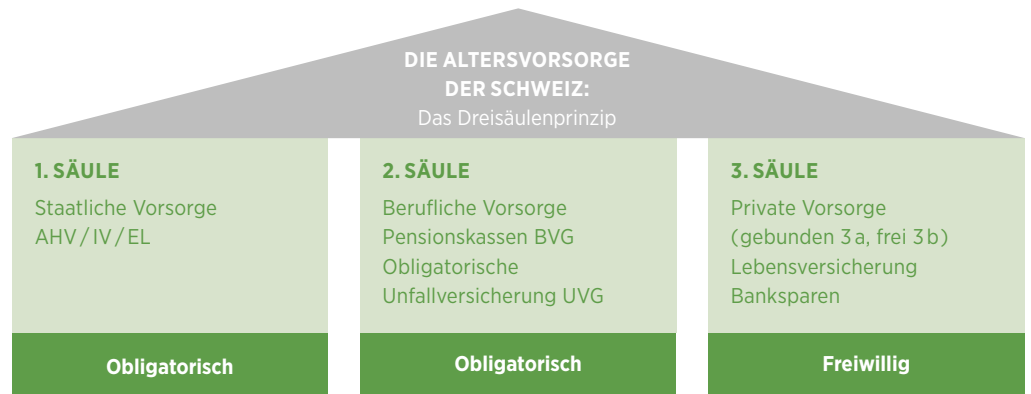 DIE ALTERSVORSORGE
DER SCHWEIZ:
Das Dreisäulenprinzip
1. SÄULE
Staatliche Vorsorge
AHV / IV / EL
Obligatorisch
2. SÄULE
Berufliche Vorsorge
Pensionskassen BVG
Obligatorische
Unfallversicherung UVG
Obligatorisch
3. SÄULE
Private Vorsorge
(gebunden 3 a, frei 3 b)
Lebensversicherung
Banksparen
Freiwillig